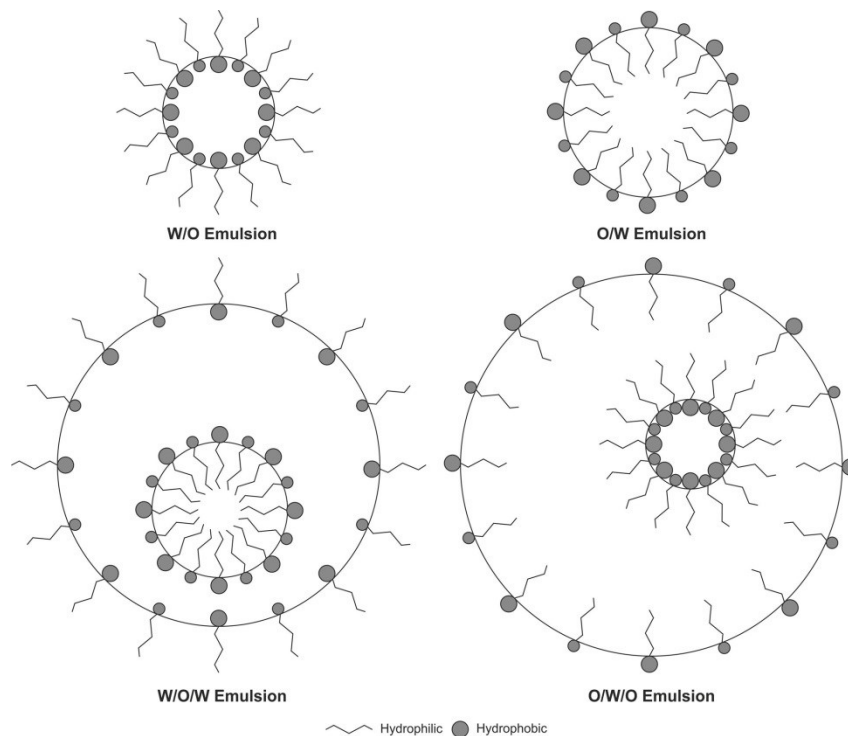 W/O Emulsion
O/W Emulsion
W/O/W Emulsion
O/W/O Emulsion
Hydrophilic
Hydrophobic